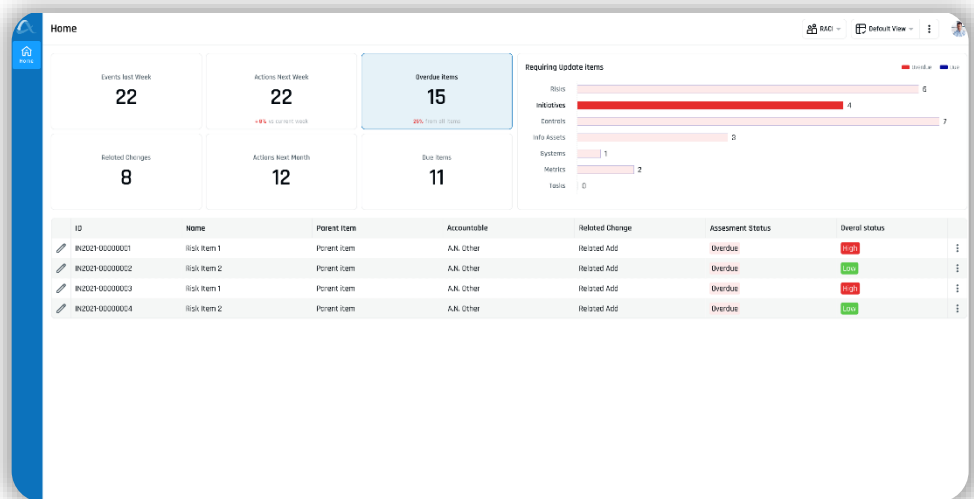 Home
RACI
Default View
Home
Events last Week
22
Actions Next Week
22
Overdue items
15
Related Changes
8
Actions Next Month
12
Due items
11
Requiring Update items
Overdue
Risks
6
Initiatives
4
Controls
7
Info Assets
3
Systems
1
Metrics
2
Tasks
0
ID Name Parent item Accountable Related Change Assesment Status Overal status
IN2021-00000001 Risk Item 1 Parent item A.N. Other Related Add Overdue High
IN2021-00000002 Risk Item 2 Parent item A.N. Other Related Add Overdue Low
IN2021-00000003 Risk Item 1 Parent item A.N. Other Related Add Overdue High
IN2021-00000004 Risk Item 2 Parent item A.N. Other Related Add Overdue Low